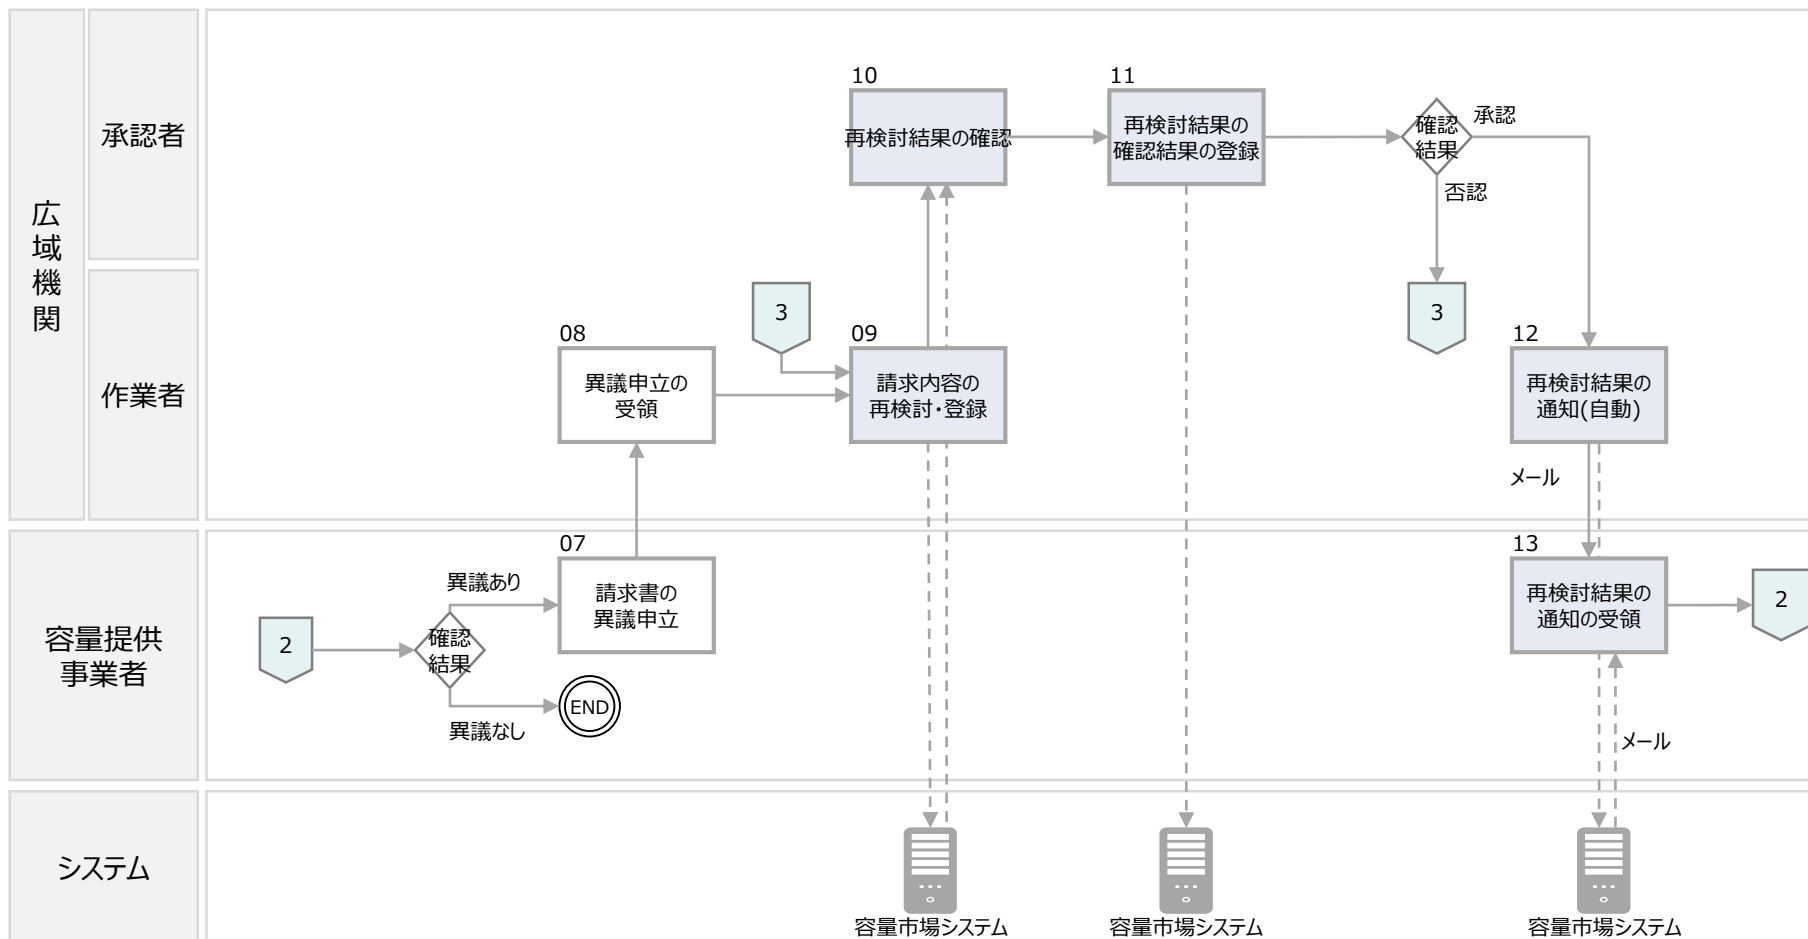 広
域
機
関
承認者
10
再検討結果の確認
11
再検討結果の
確認結果の登録
確認
結果
承認
否認
作業者
3
08
異議申立の
受領
09
請求内容の
再検討・登録
3
12
再検討結果の
通知(自動)
メール
容量提供
事業者
2
確認
結果
異議あり
異議なし
07
請求書の
異議申立
END
13
再検討結果の
通知の受領
2
メール
システム
容量市場システム
容量市場システム
容量市場システム